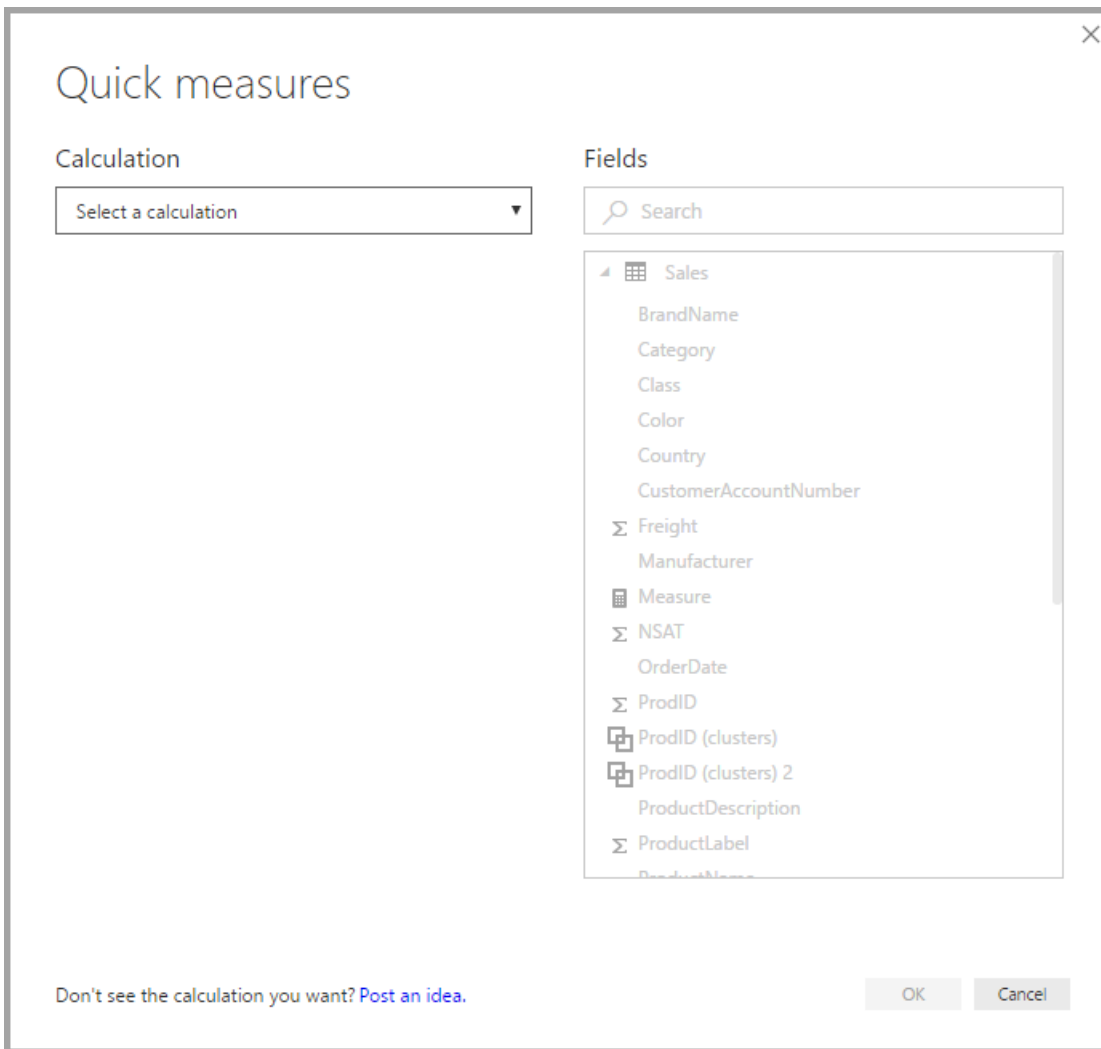 Quick measures
Calculation
Select a calculation
Fields
Search
Sales
BrandName
Category
Class
Color
Country
CustomerAccountNumber
Freight
Manufacturer
Measure
NSAT
OrderDate
ProdID
ProdID (clusters)
ProdID (clusters) 2
ProductDescription
ProductLabel
ProductName
Don't see the calculation you want? Post an idea.
OK
Cancel